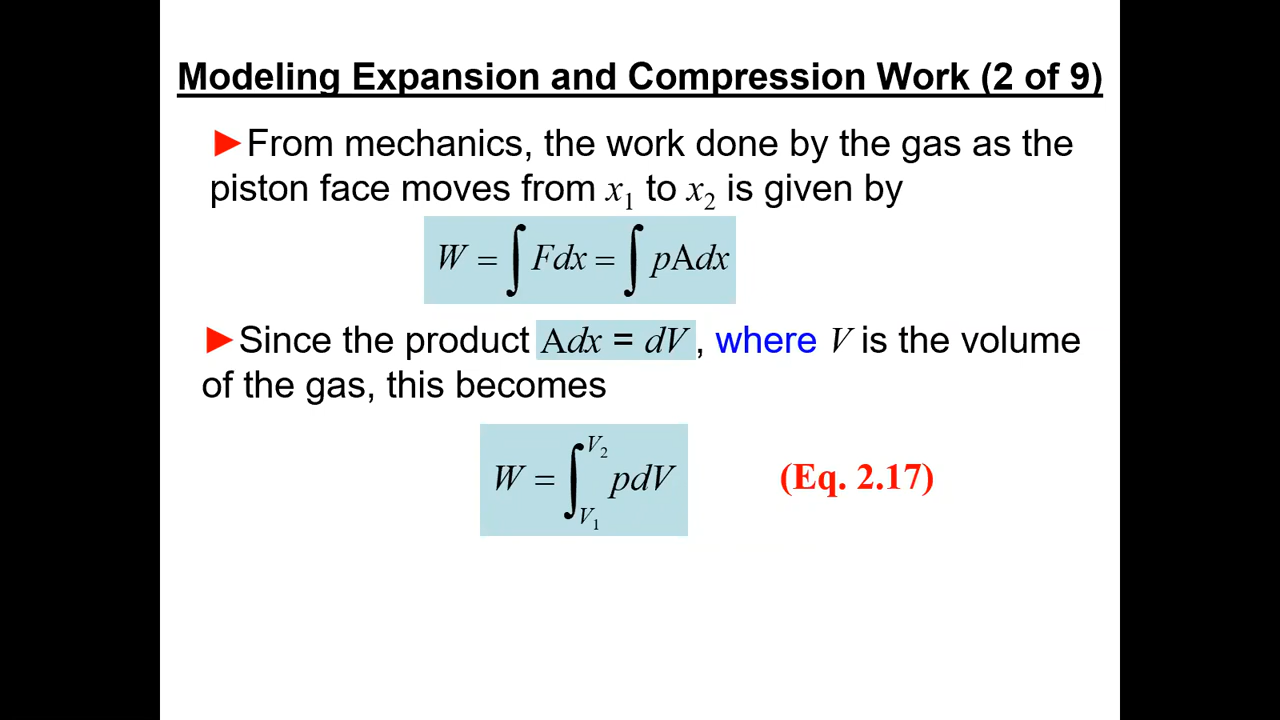 Modeling Expansion and Compression Work (2 of 9)
►From mechanics, the work done by the gas as the
piston face moves from x₁ to x₂ is given by
W = ∫ Fdx = ∫ pAdx
►Since the product Adx = dV , where V is the volume
of the gas, this becomes
W = ∫_{V₁}^{V₂} pdV (Eq. 2.17)